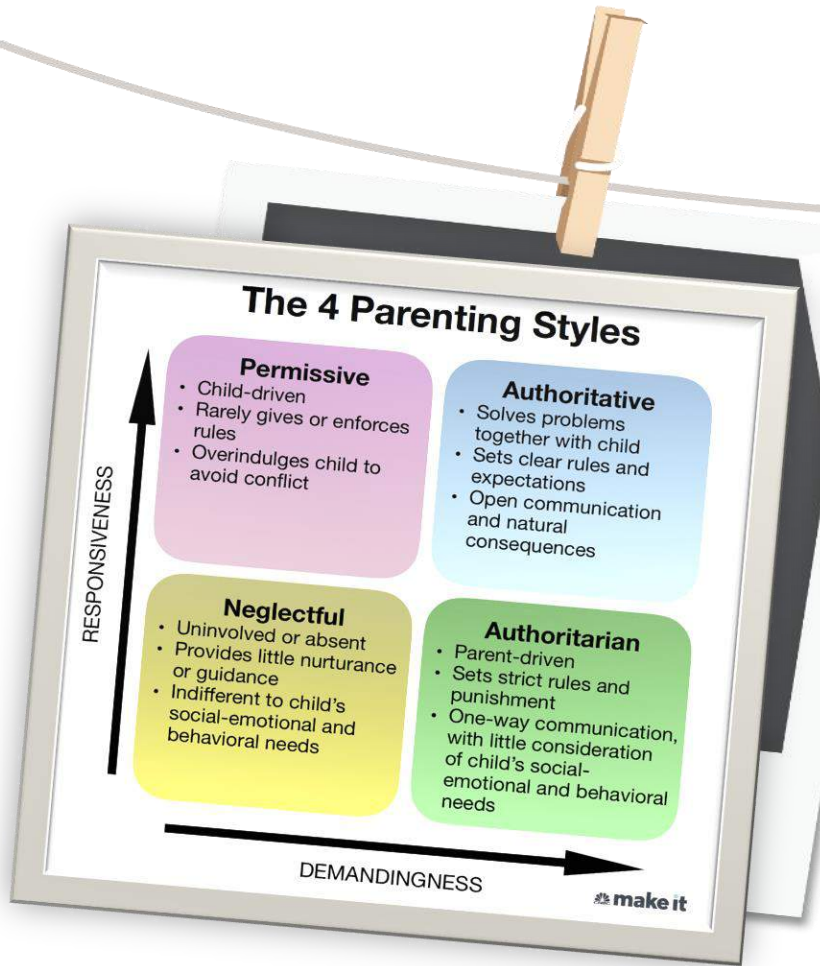 The 4 Parenting Styles
Permissive
• Child-driven
• Rarely gives or enforces
rules
• Overindulges child to
avoid conflict
Authoritative
• Solves problems
together with child
• Sets clear rules and
expectations
• Open communication
and natural
consequences
RESPONSIVENESS
Neglectful
• Uninvolved or absent
• Provides little nurturance
or guidance
• Indifferent to child's
social-emotional and
behavioral needs
Authoritarian
• Parent-driven
• Sets strict rules and
punishment
• One-way communication,
with little consideration
of child's social-
emotional and behavioral
needs
DEMANDINGNESS
make it